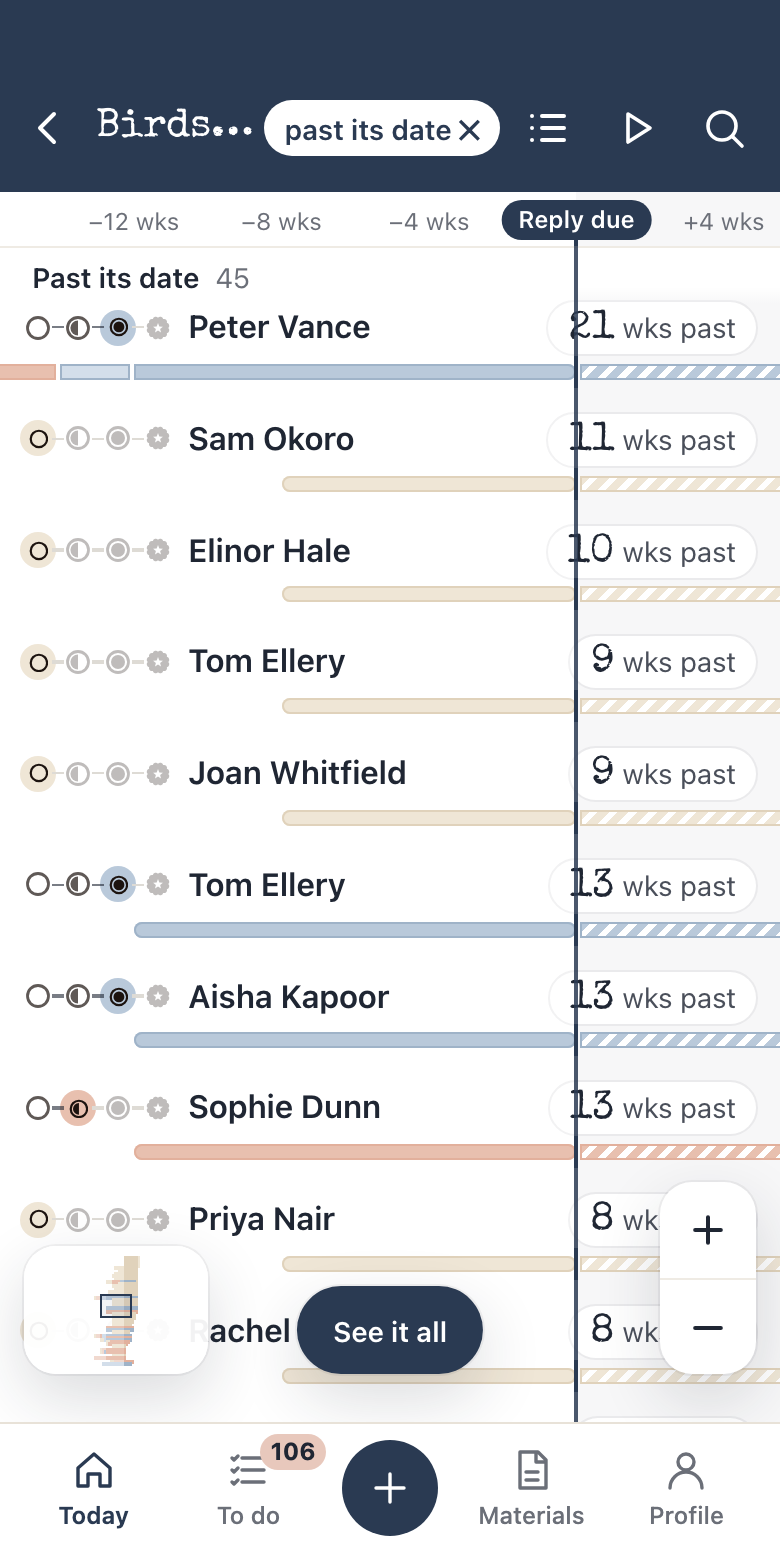 Birds...
past its date
−12 wks −8 wks −4 wks Reply due +4 wks
Past its date 45
Peter Vance 21 wks past
Sam Okoro 11 wks past
Elinor Hale 10 wks past
Tom Ellery 9 wks past
Joan Whitfield 9 wks past
Tom Ellery 13 wks past
Aisha Kapoor 13 wks past
Sophie Dunn 13 wks past
Priya Nair 8
Rachel 8
See it all
106
Today To do Materials Profile